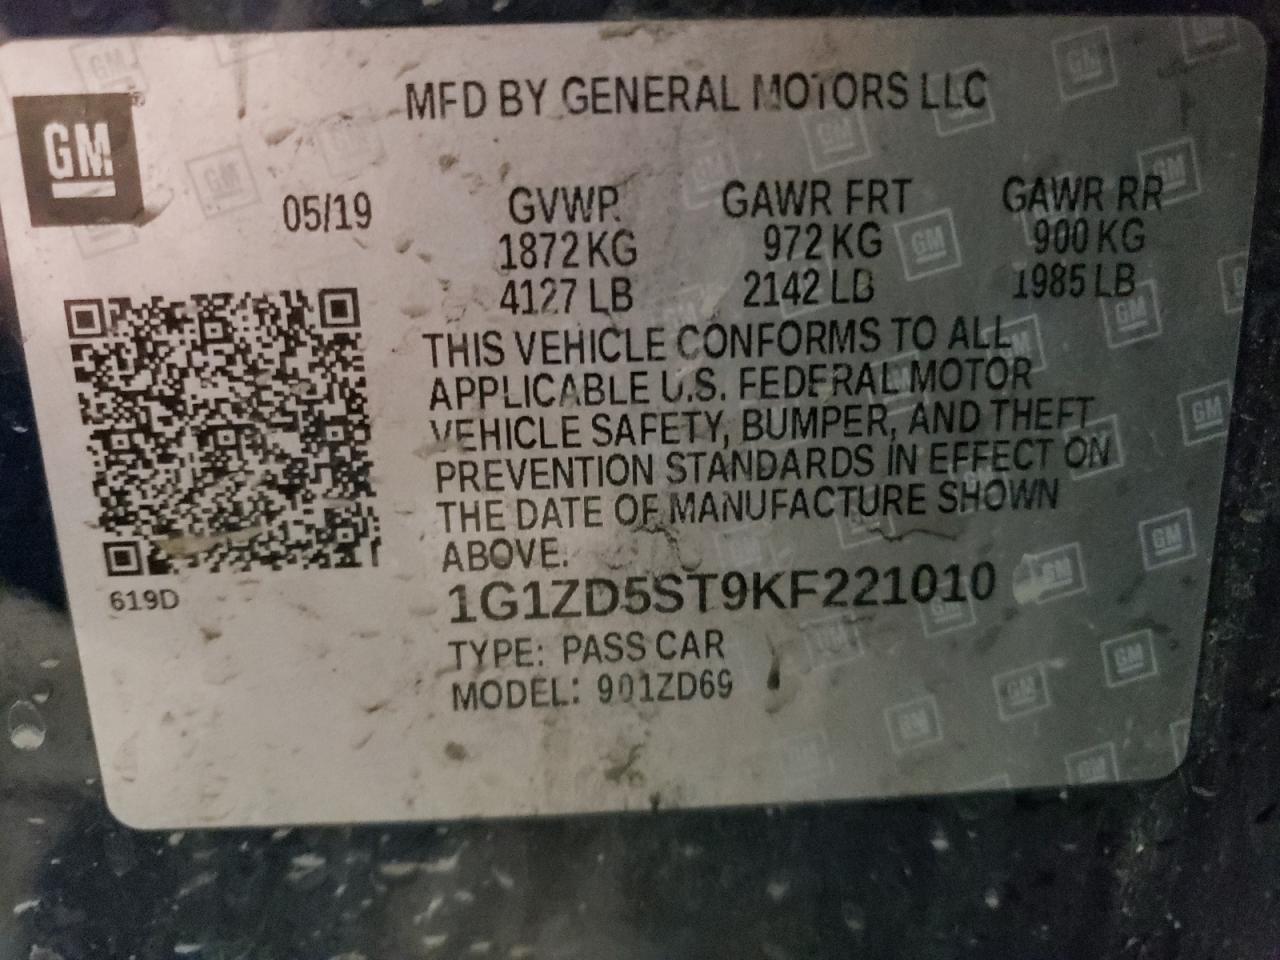 GM
MFD BY GENERAL MOTORS LLC
05/19 GVWR GAWR FRT GAWR RR
1872 KG 972 KG 900 KG
4127 LB 2142 LB 1985 LB
THIS VEHICLE CONFORMS TO ALL
APPLICABLE U.S. FEDERAL MOTOR
VEHICLE SAFETY, BUMPER, AND THEFT
PREVENTION STANDARDS IN EFFECT ON
THE DATE OF MANUFACTURE SHOWN
ABOVE.
619D
1G1ZD5ST9KF221010
TYPE: PASS CAR
MODEL: 901ZD69